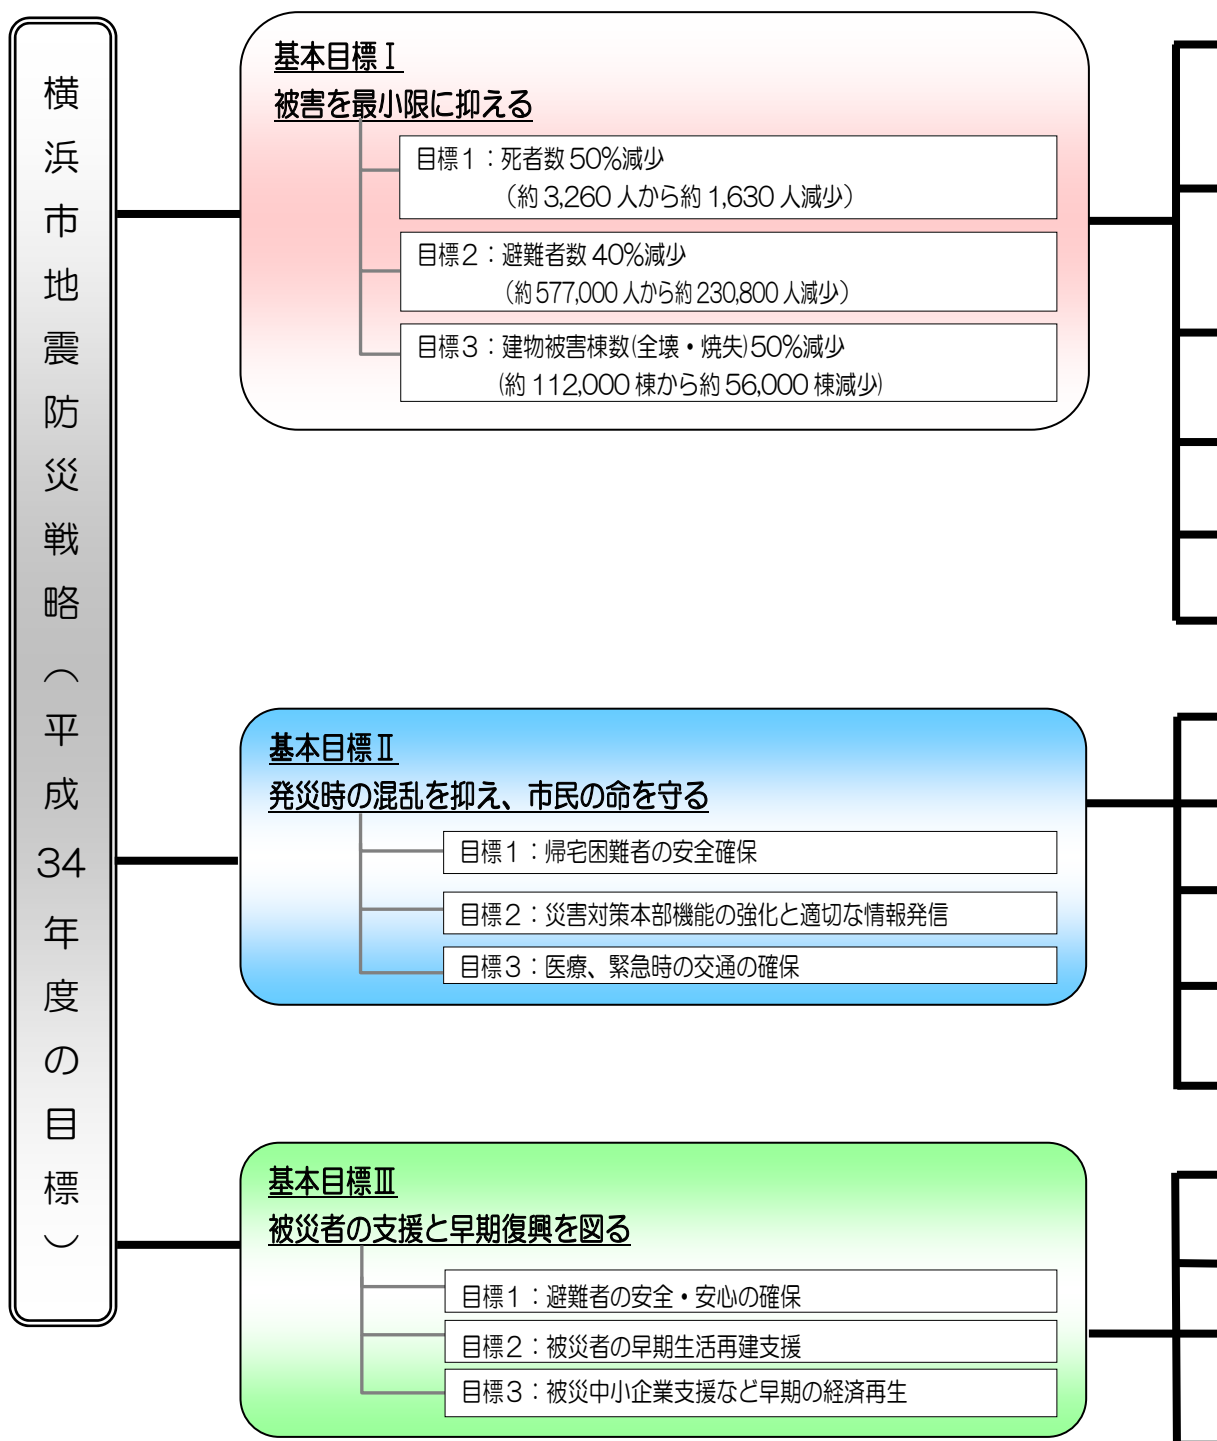 横浜市地震防災戦略（平成34年度の目標）
基本目標Ⅰ
被害を最小限に抑える
目標１：死者数50%減少
（約3,260人から約1,630人減少）
目標２：避難者数40%減少
（約577,000人から約230,800人減少）
目標３：建物被害棟数(全壊・焼失)50%減少
(約112,000棟から約56,000棟減少)
基本目標Ⅱ
発災時の混乱を抑え、市民の命を守る
目標１：帰宅困難者の安全確保
目標２：災害対策本部機能の強化と適切な情報発信
目標３：医療、緊急時の交通の確保
基本目標Ⅲ
被災者の支援と早期復興を図る
目標１：避難者の安全・安心の確保
目標２：被災者の早期生活再建支援
目標３：被災中小企業支援など早期の経済再生